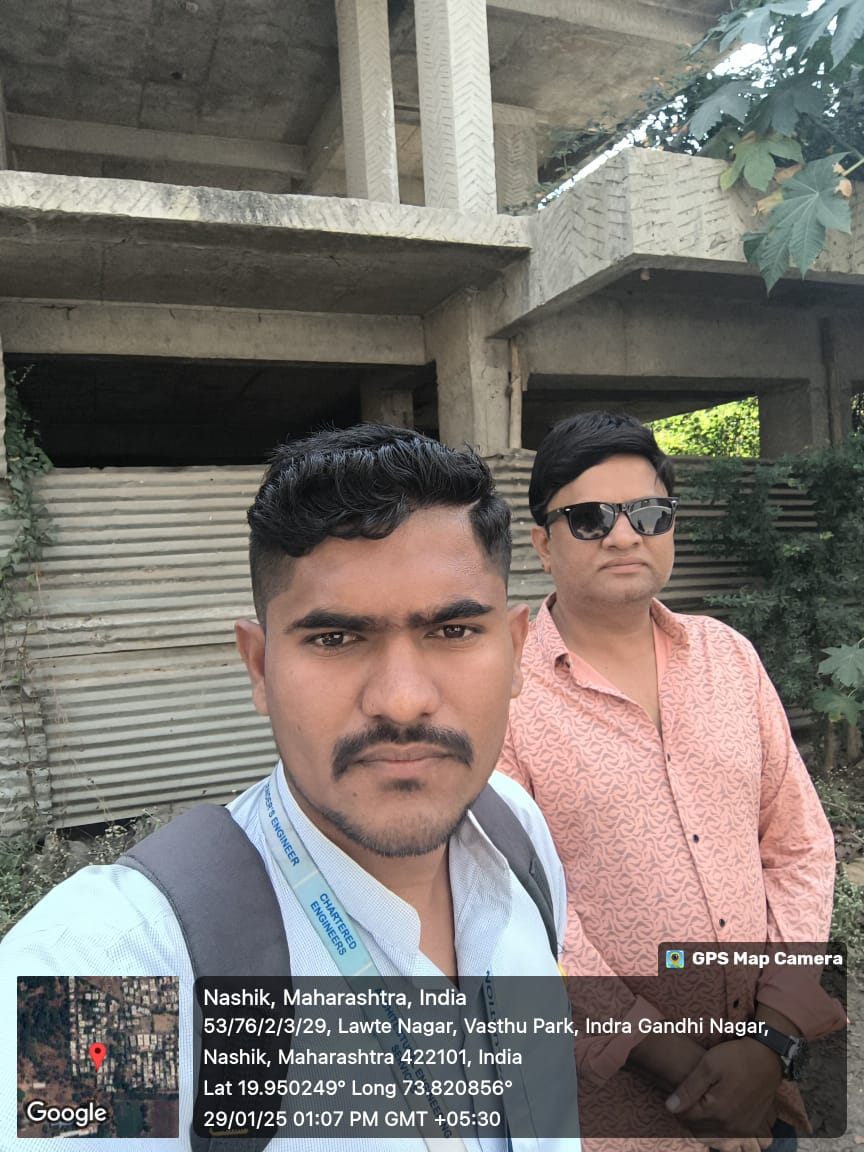 ENGINEER
CHARTERED
ENGINEERS
GPS Map Camera
Nashik, Maharashtra, India
53/76/2/3/29, Lawte Nagar, Vasthu Park, Indra Gandhi Nagar,
Nashik, Maharashtra 422101, India
Lat 19.950249° Long 73.820856°
29/01/25 01:07 PM GMT +05:30
Google